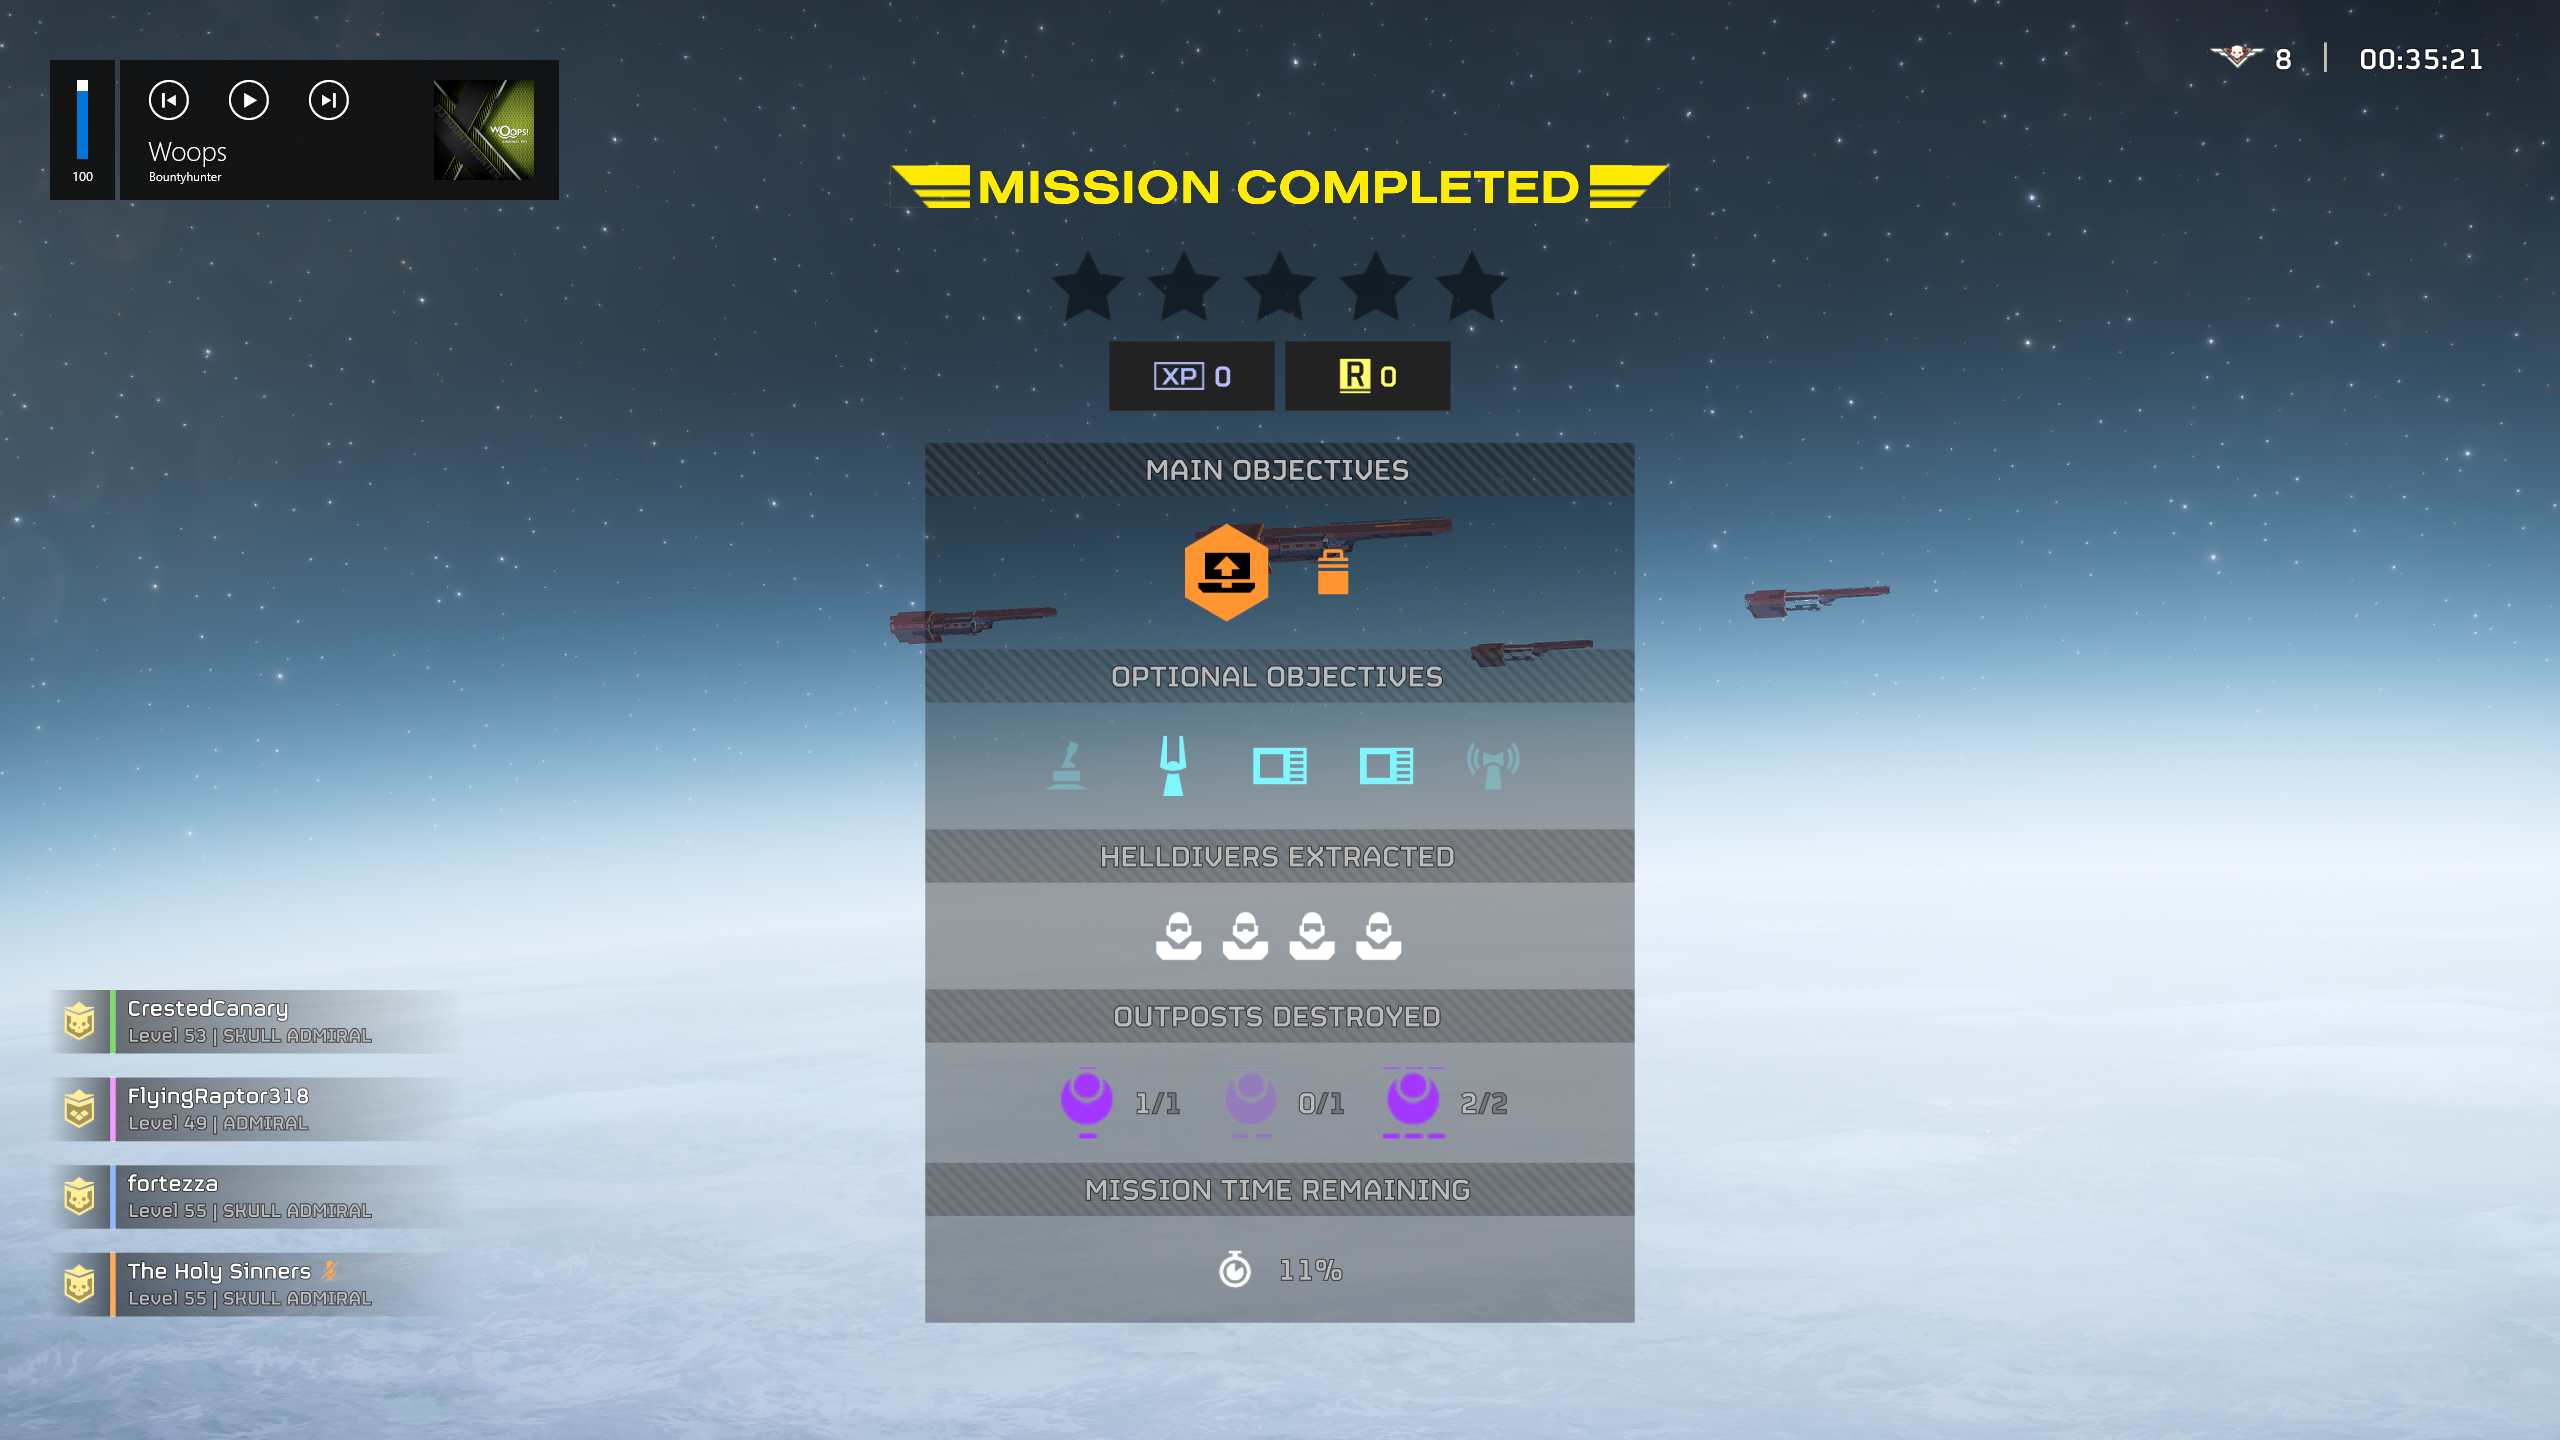 100
Woops
Bountyhunter
WOOPS!
8
00:35:21
MISSION COMPLETED
XP 0
R 0
MAIN OBJECTIVES
OPTIONAL OBJECTIVES
HELLDIVERS EXTRACTED
OUTPOSTS DESTROYED
1/1
0/1
2/2
MISSION TIME REMAINING
11%
CrestedCanary
Level 53 | SKULL ADMIRAL
FlyingRaptor318
Level 49 | ADMIRAL
fortezza
Level 55 | SKULL ADMIRAL
The Holy Sinners
Level 55 | SKULL ADMIRAL